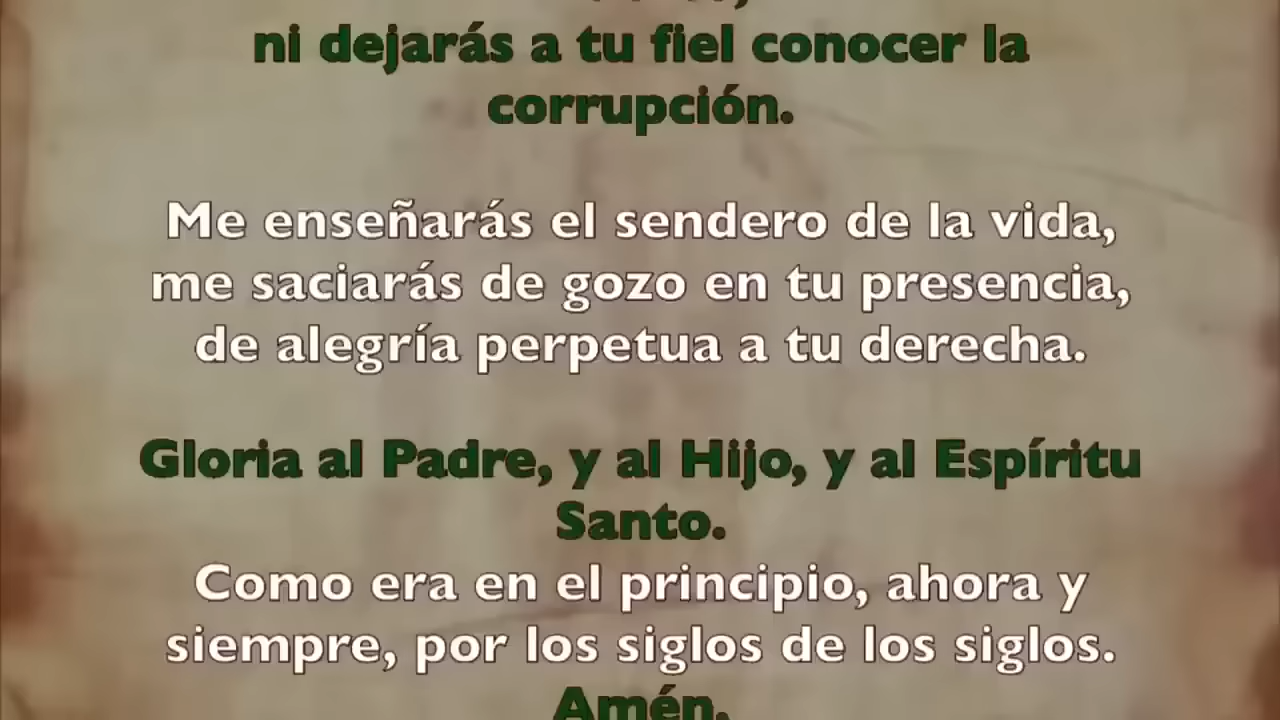 ni dejarás a tu fiel conocer la
corrupción.
Me enseñarás el sendero de la vida,
me saciarás de gozo en tu presencia,
de alegría perpetua a tu derecha.
Gloria al Padre, y al Hijo, y al Espíritu
Santo.
Como era en el principio, ahora y
siempre, por los siglos de los siglos.
Amén.